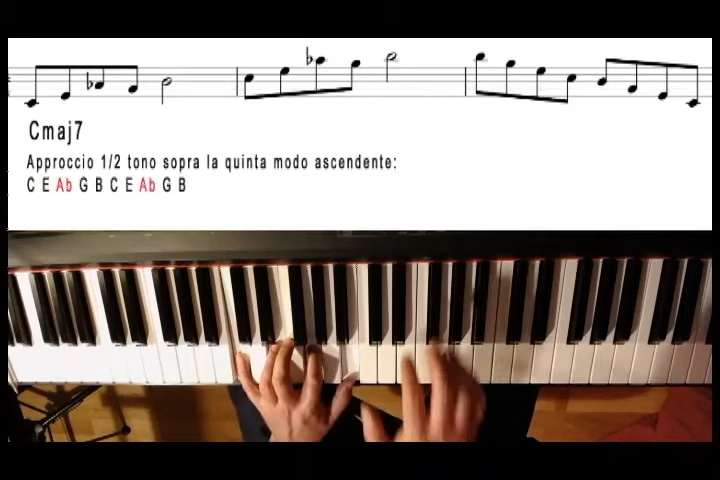 Cmaj7
Approccio 1/2 tono sopra la quinta modo ascendente:
C E Ab G B C E Ab G B